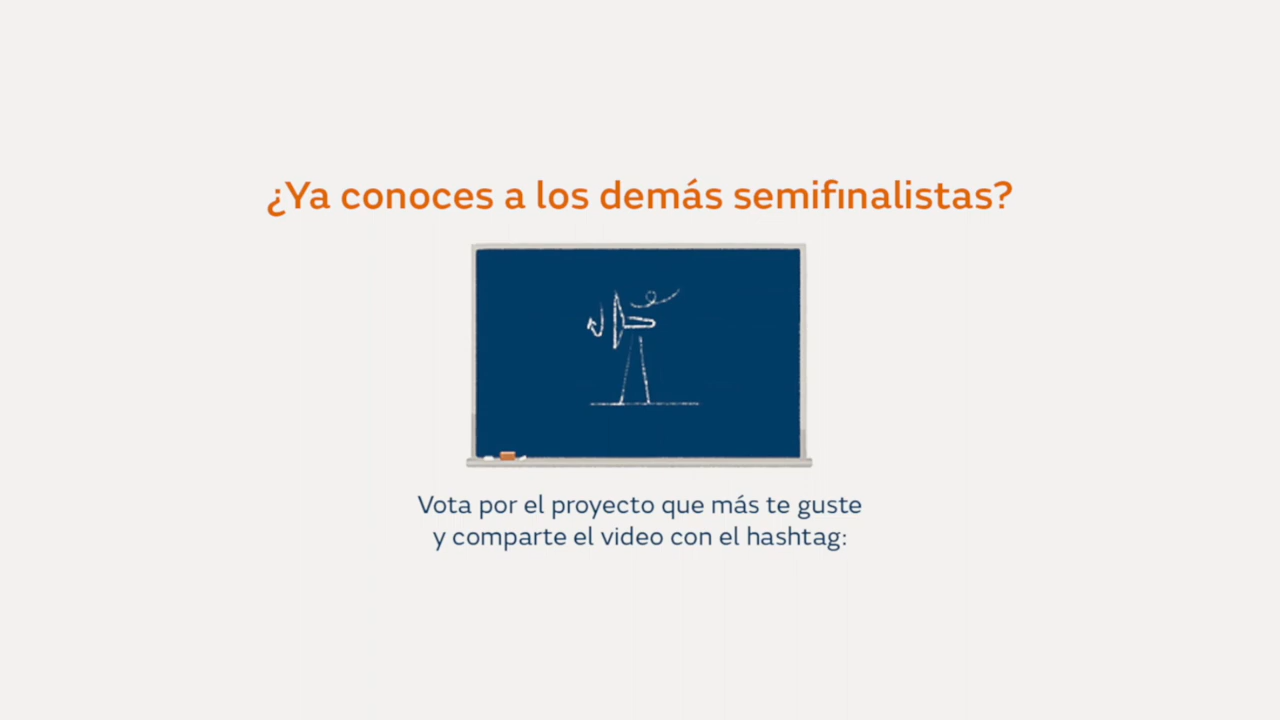 ¿Ya conoces a los demás semifinalistas?
Vota por el proyecto que más te guste
y comparte el video con el hashtag: